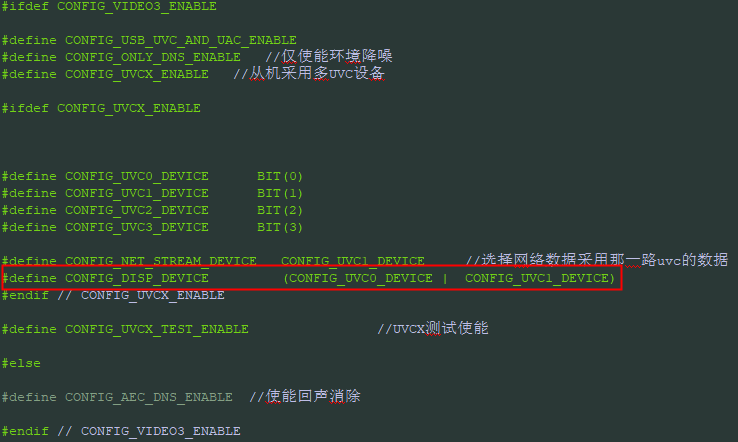 #ifdef CONFIG_VIDEO3_ENABLE
#define CONFIG_USB_UVC_AND_UAC_ENABLE
#define CONFIG_ONLY_DNS_ENABLE //仅使能环境降噪
#define CONFIG_UVCX_ENABLE //从机采用多UVC设备
#ifdef CONFIG_UVCX_ENABLE
#define CONFIG_UVC0_DEVICE BIT(0)
#define CONFIG_UVC1_DEVICE BIT(1)
#define CONFIG_UVC2_DEVICE BIT(2)
#define CONFIG_UVC3_DEVICE BIT(3)
#define CONFIG_NET_STREAM_DEVICE CONFIG_UVC1_DEVICE //选择网络数据采用那一路uvc的数据
#define CONFIG_DISP_DEVICE (CONFIG_UVC0_DEVICE | CONFIG_UVC1_DEVICE)
#endif // CONFIG_UVCX_ENABLE
#define CONFIG_UVCX_TEST_ENABLE //UVCX测试使能
#else
#define CONFIG_AEC_DNS_ENABLE //使能回声消除
#endif // CONFIG_VIDEO3_ENABLE